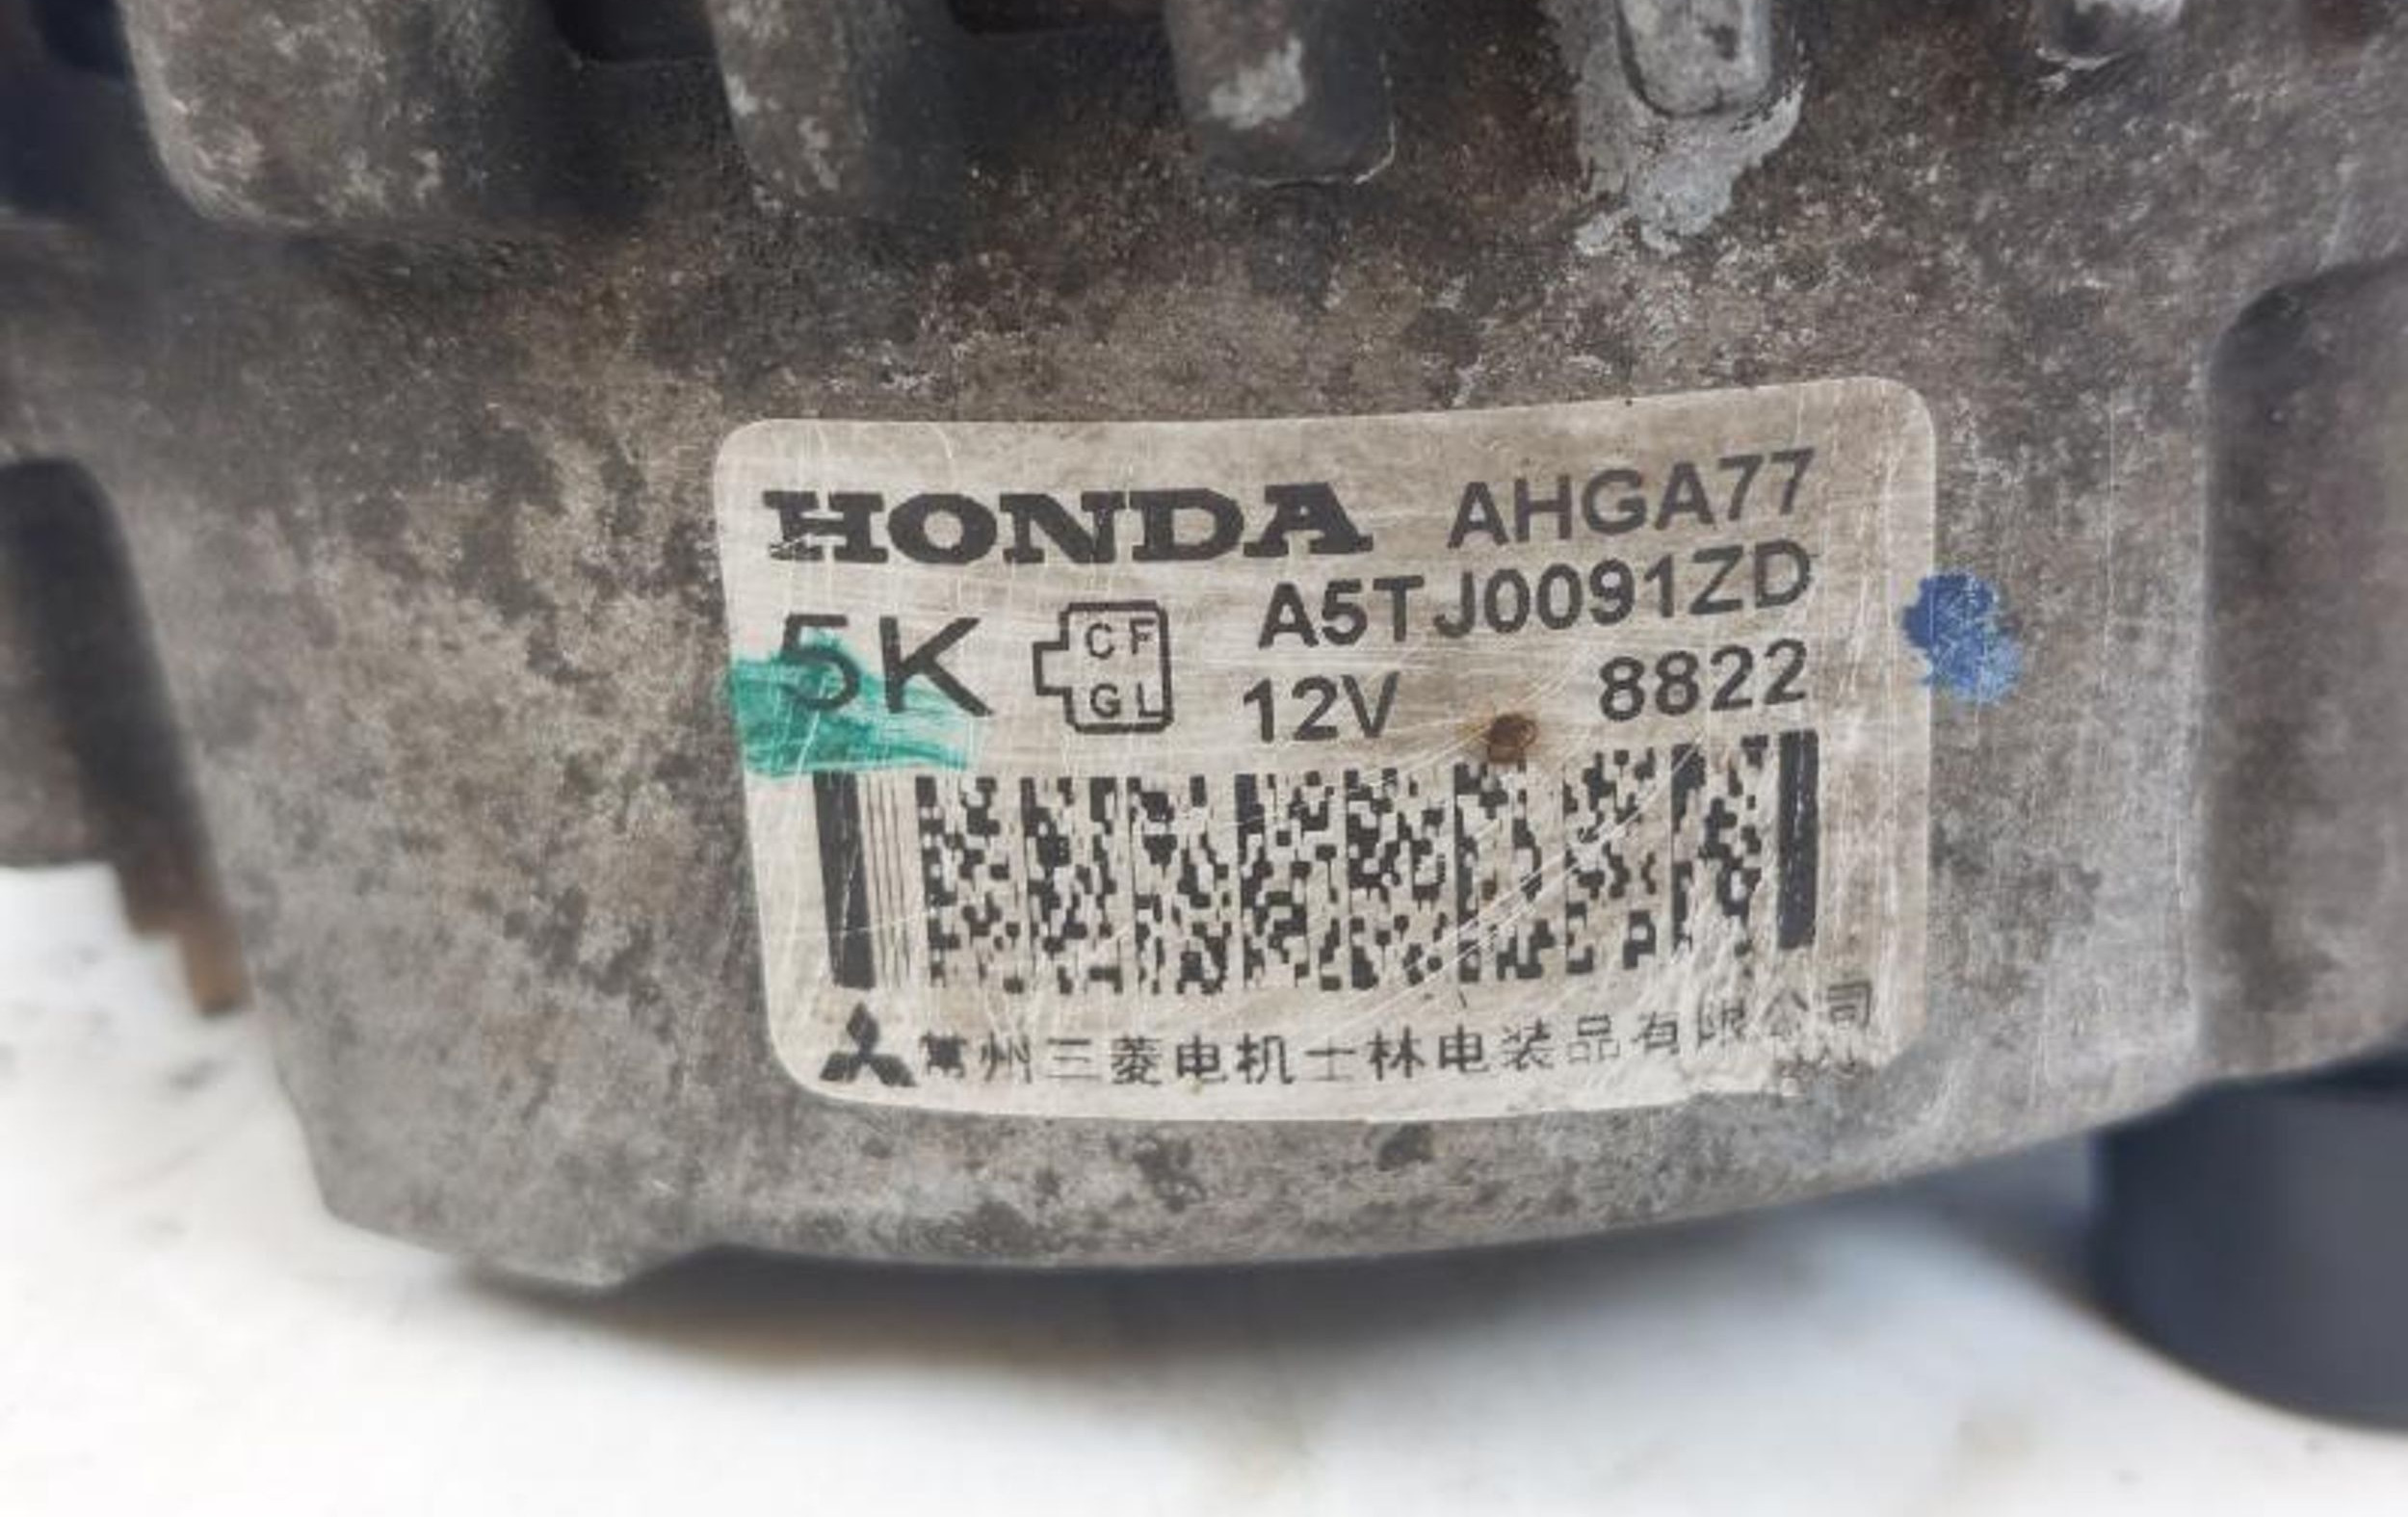 HONDA AHGA77
A5TJ0091ZD
5K CF
GL
12V 8822
常州三菱电机士林电装品有限公司